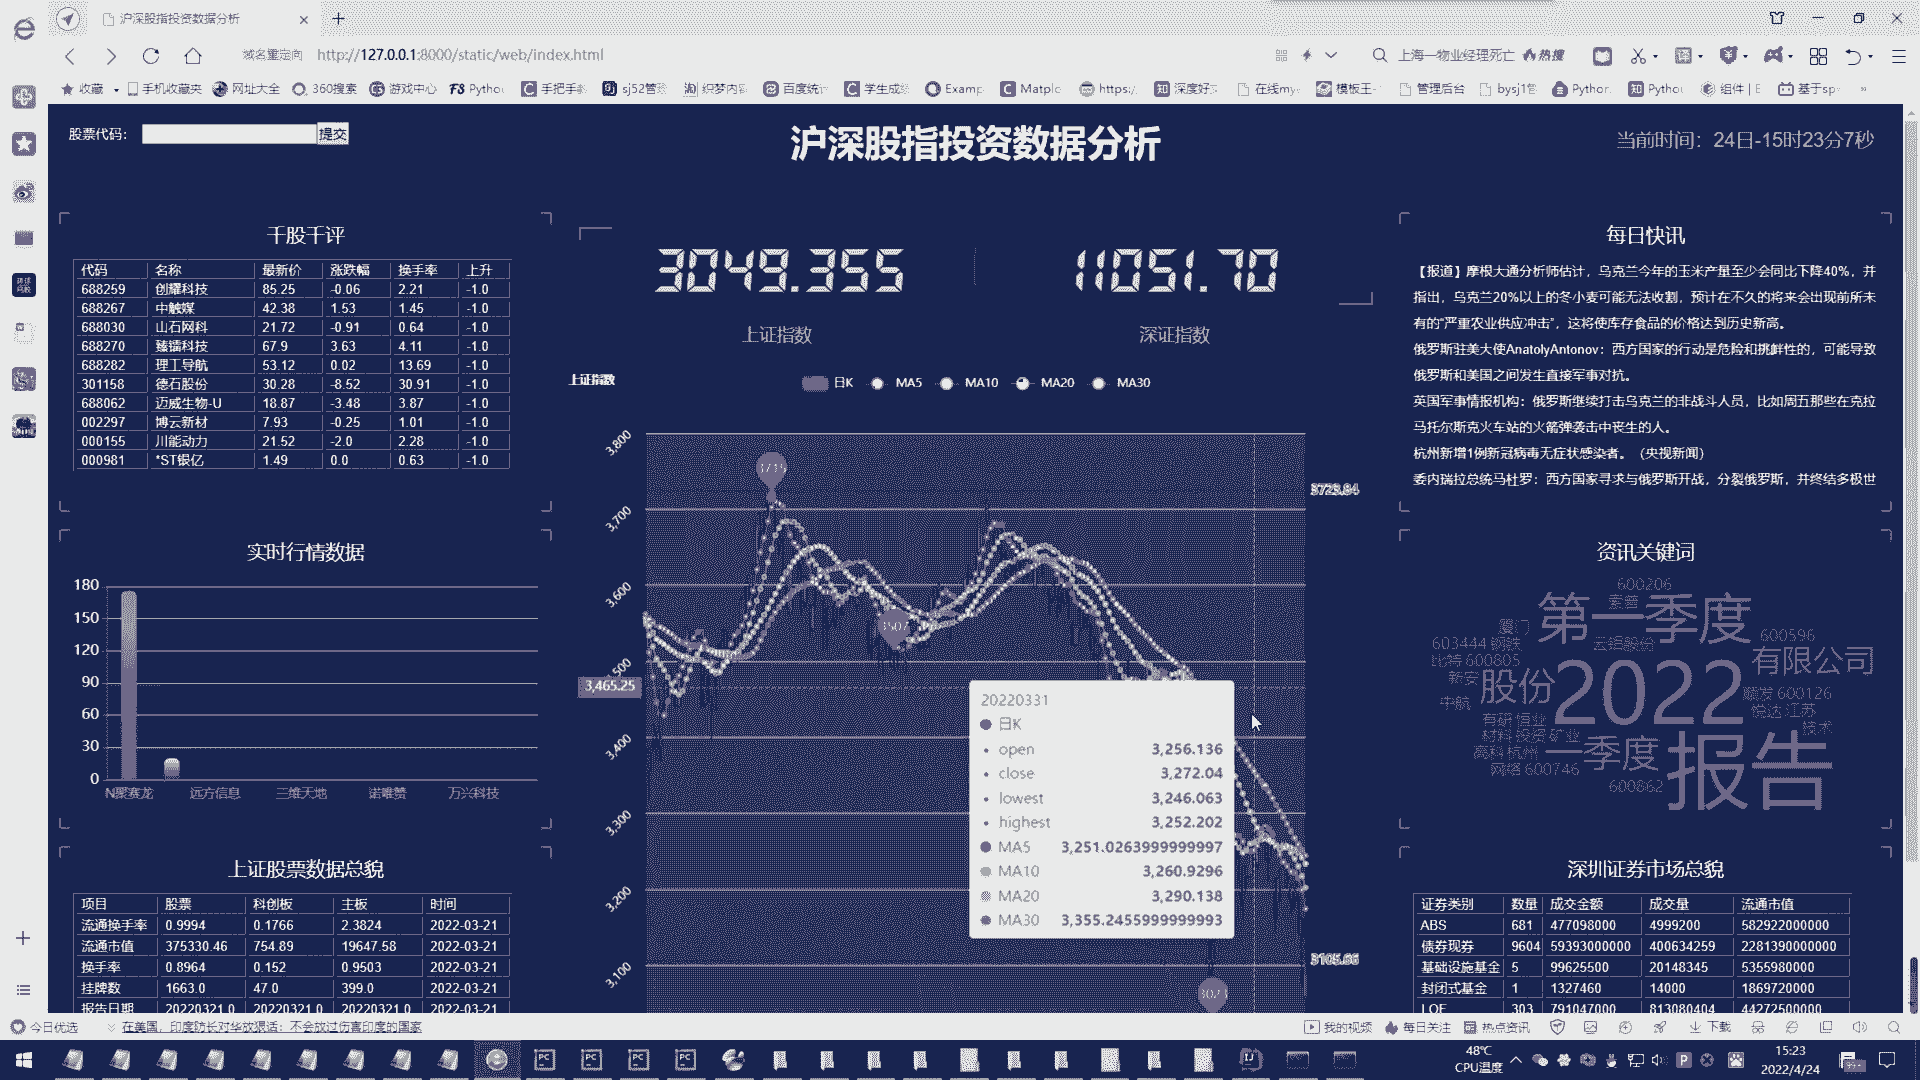 沪深股指投资数据分析
域名重定向 http://127.0.0.1:8000/static/web/index.html
上海一物业经理死亡 热搜
收藏 手机收藏夹 网址大全 360搜索 游戏中心 Pytho 手把手 sj52管 织梦内容 百度统 学生成 Examp Matplo https:/ 深度好 在线my 模板王 管理后台 bysj1管 Python Pytho 组件 | E 基于sp »
股票代码： 提交
沪深股指投资数据分析
当前时间：24日-15时23分7秒
千股千评
代码 名称 最新价 涨跌幅 换手率 上升
688259 创耀科技 85.25 -0.06 2.21 -1.0
688267 中触媒 42.38 1.53 1.45 -1.0
688030 山石网科 21.72 -0.91 0.64 -1.0
688270 臻镭科技 67.9 3.63 4.11 -1.0
688282 理工导航 53.12 0.02 13.69 -1.0
301158 德石股份 30.28 -8.52 30.91 -1.0
688062 迈威生物-U 18.87 -3.48 3.87 -1.0
002297 博云新材 7.93 -0.25 1.01 -1.0
000155 川能动力 21.52 -2.0 2.28 -1.0
000981 *ST银亿 1.49 0.0 0.63 -1.0
实时行情数据
180
150
120
90
60
30
0
N聚赛龙 远方信息 三维天地 诺唯赞 万兴科技
上证股票数据总貌
项目 股票 科创板 主板 时间
流通换手率 0.9994 0.1766 2.3824 2022-03-21
流通市值 375330.46 754.89 19647.58 2022-03-21
换手率 0.8964 0.152 0.9503 2022-03-21
挂牌数 1663.0 47.0 399.0 2022-03-21
报告日期 20220321.0 20220321.0 20220321.0 2022-03-21
3049.355 11051.70
上证指数 深证指数
上证指数 日K MA5 MA10 MA20 MA30
3,800
3,700
3,600
3,500
3,400
3,300
3,200
3,100
3,465.25
3715
3507
3023
3723.84
3105.66
20220331
日K
open 3,256.136
close 3,272.04
lowest 3,246.063
highest 3,252.202
MA5 3,251.0263999999997
MA10 3,260.9296
MA20 3,290.138
MA30 3,355.2455999999993
每日快讯
【报道】摩根大通分析师估计，乌克兰今年的玉米产量至少会同比下降40%，并
指出，乌克兰20%以上的冬小麦可能无法收割，预计在不久的将来会出现前所未
有的“严重农业供应冲击”，这将使库存食品的价格达到历史新高。
俄罗斯驻美大使AnatolyAntonov：西方国家的行动是危险和挑衅性的，可能导致
俄罗斯和美国之间发生直接军事对抗。
英国军事情报机构：俄罗斯继续打击乌克兰的非战斗人员，比如周五那些在克拉
马托尔斯克火车站的火箭弹袭击中丧生的人。
杭州新增1例新冠病毒无症状感染者。（央视新闻）
委内瑞拉总统马杜罗：西方国家寻求与俄罗斯开战，分裂俄罗斯，并终结多极世
资讯关键词
600206
索普
第一季度
厦门
603444 钢铁 云铝股份 600596
比特 600805 有限公司
新安 股份 2022 顺发 600126
中航 悦达 江苏
有研 恒业 技术
材料 投资 矿业
高科 杭州 一季度 报告
网络 600746
600862
深圳证券市场总貌
证券类别 数量 成交金额 成交量 流通市值
ABS 681 477098000 4999200 582922000000
债券现券 9604 59393000000 400634259 2281390000000
基础设施基金 5 99625500 20148345 5355980000
封闭式基金 1 1327460 14000 1869720000
LOF 303 791047000 813080404 44272500000
今日优选 在美国，印度防长对华放狠话：不会放过伤害印度的国家
我的视频 每日关注 热点资讯 下载
48℃
CPU温度
15:23
2022/4/24